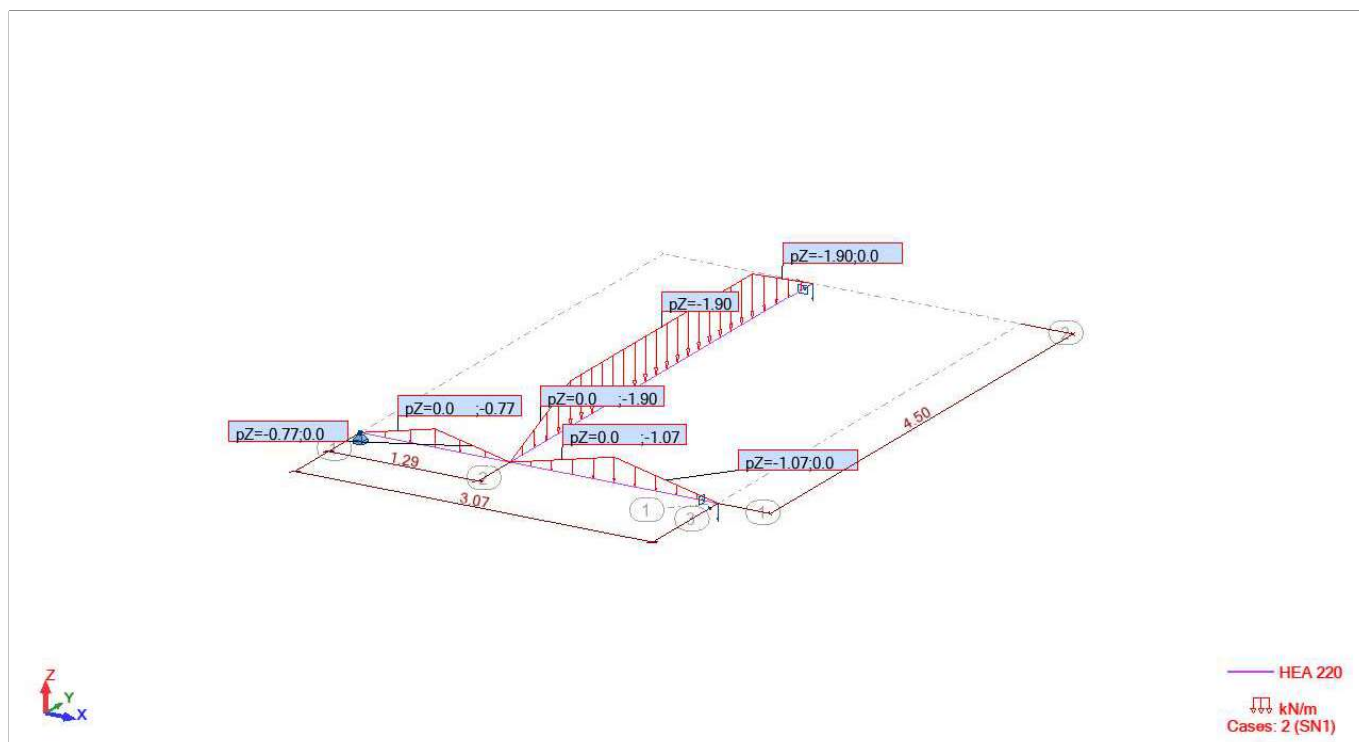 pZ=-1.90;0.0
pZ=-1.90
2
pZ=0.0 ;-1.90
pZ=0.0 ;-0.77
pZ=-0.77;0.0
4.50
pZ=0.0 ;-1.07
1
1.29
pZ=-1.07;0.0
2
3.07
1
3
1
Z
Y
X
HEA 220
kN/m
Cases: 2 (SN1)